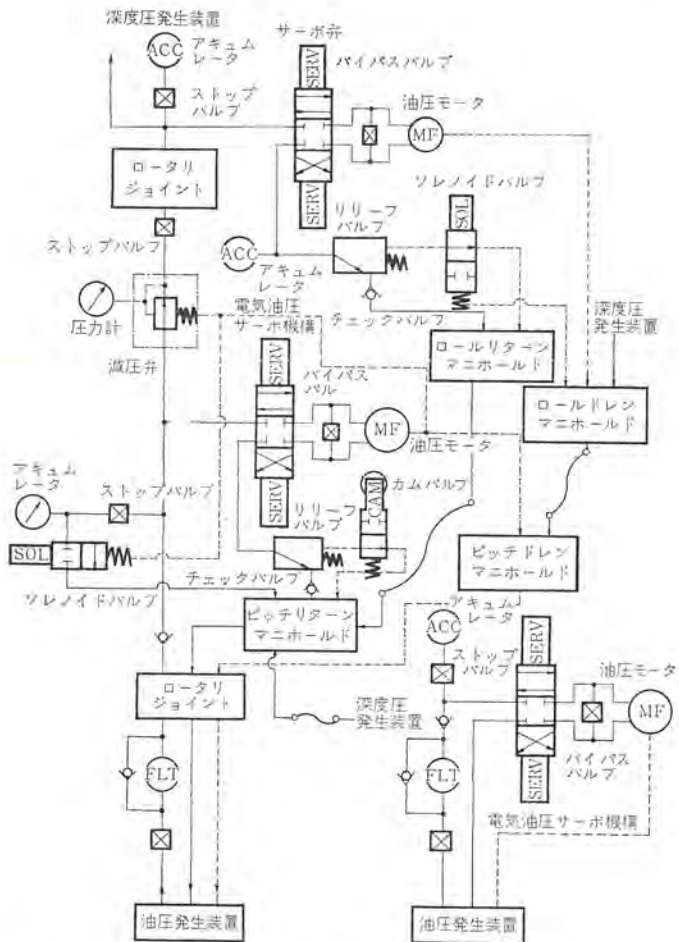 深度圧発生装置
ACC
アキュム
レータ
ストップ
バルブ
ロータリ
ジョイント
ストップバルブ
圧力計
減圧弁
サーボ弁
SERV
バイパスバルブ
油圧モータ
MF
SERV
リリーフ
バルブ
ソレノイドバルブ
SOL
ACC
アキュム
レータ
チェックバルブ
電気油圧
サーボ機構
深度圧
発生装置
ロールリターン
マニホールド
ロールドレン
マニホールド
SERV
バイパス
バル
MF
油圧モータ
SERV
アキュム
レータ
ストップバルブ
SOL
ソレノイドバルブ
リリーフ
バルブ
CAM
カムバルブ
チェックバルブ
ピッチリターン
マニホールド
ピッチドレン
マニホールド
アキュム
レータ
ACC
ストップ
バルブ
SERV
油圧モータ
MF
バイパス
バルブ
SERV
ロータリ
ジョイント
深度圧
発生装置
FLT
FLT
電気油圧サーボ機構
油圧発生装置
油圧発生装置